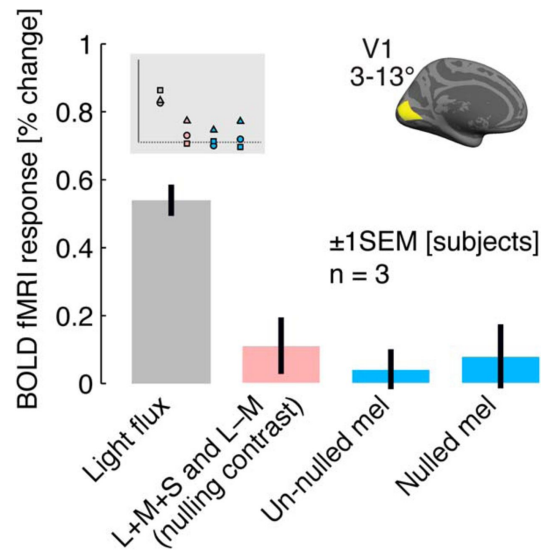 BOLD fMRI response [% change]
1
0.8
0.6
0.4
0.2
0
V1
3-13°
±1SEM [subjects]
n = 3
Light flux
L+M+S and L–M
(nulling contrast)
Un-nulled mel
Nulled mel